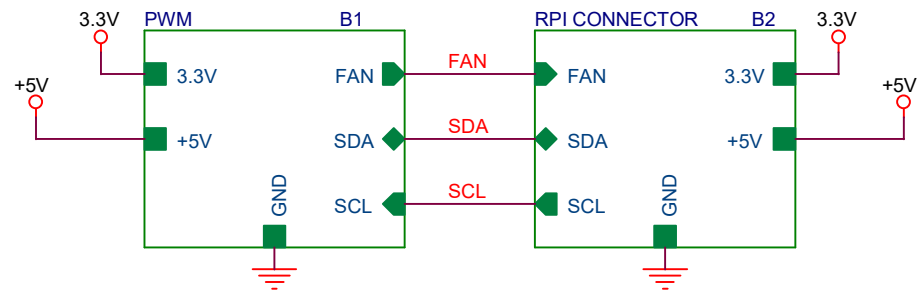 3.3V PWM B1 RPI CONNECTOR B2 3.3V
FAN
3.3V FAN FAN 3.3V
+5V +5V
SDA
+5V SDA SDA +5V
SCL
GND SCL SCL GND